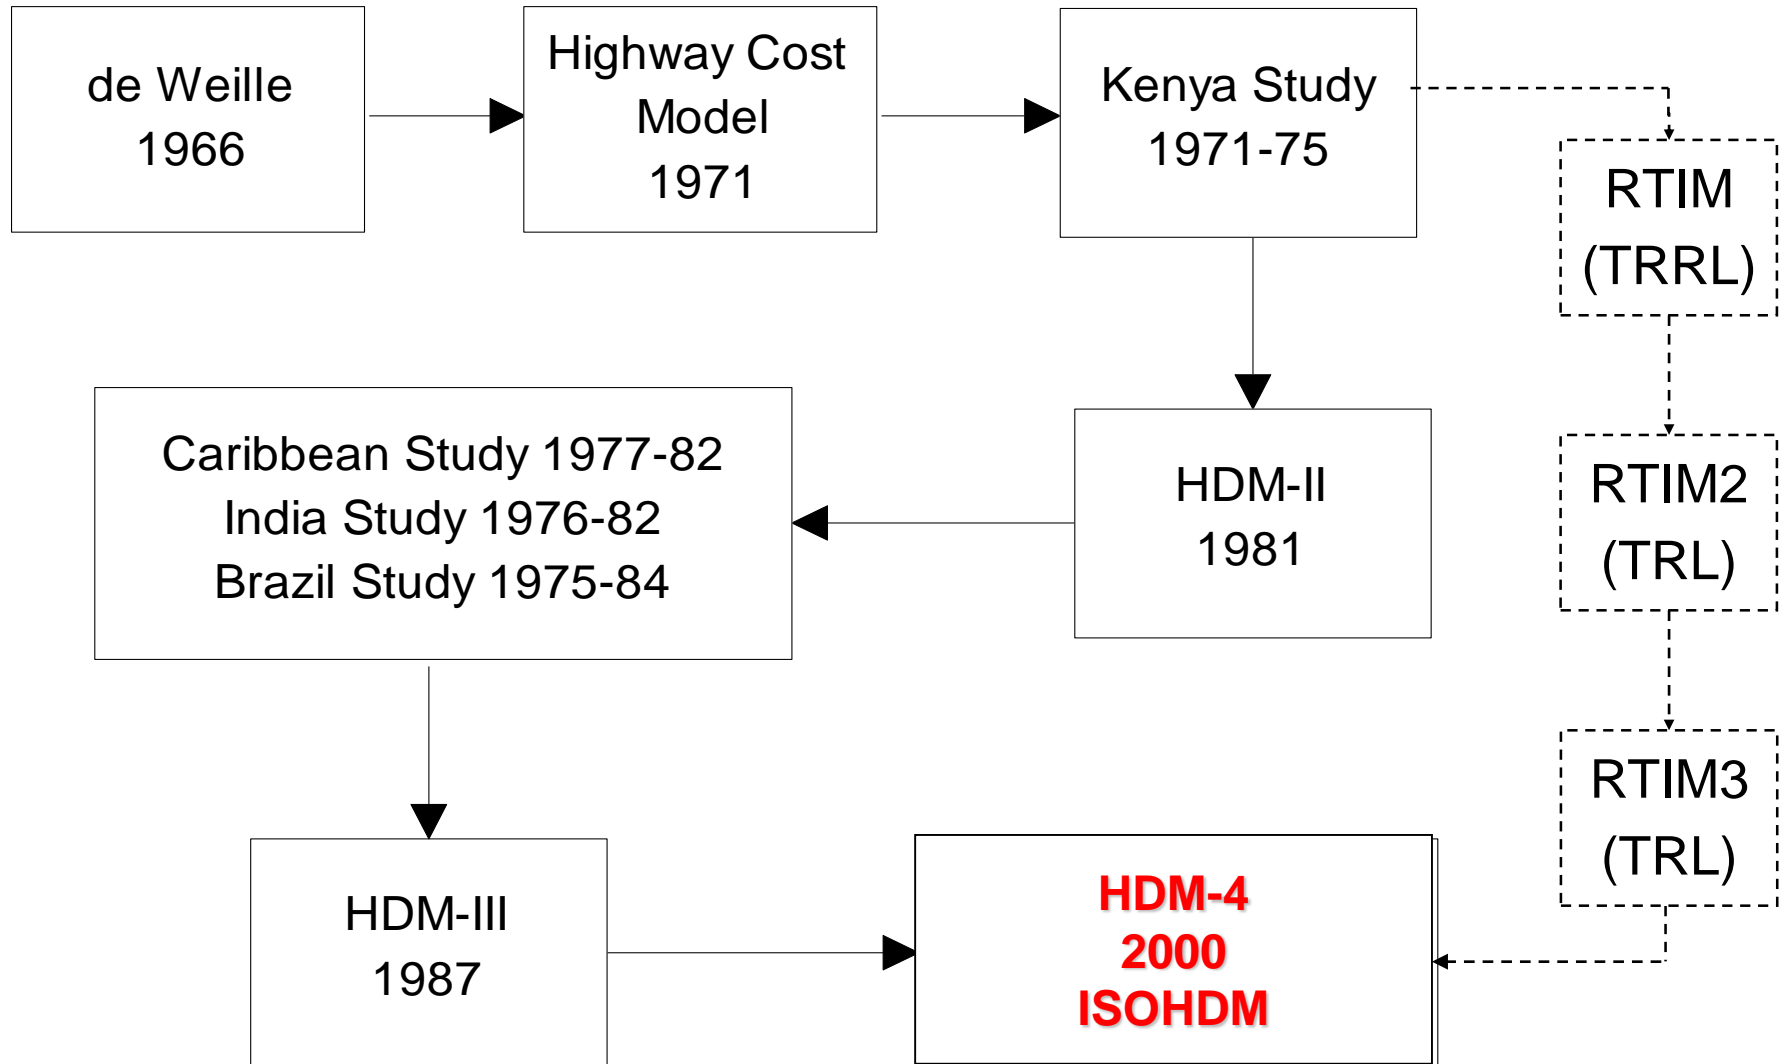 de Weille
1966
Highway Cost
Model
1971
Kenya Study
1971-75
RTIM
(TRRL)
Caribbean Study 1977-82
India Study 1976-82
Brazil Study 1975-84
HDM-II
1981
RTIM2
(TRL)
HDM-III
1987
HDM-4
2000
ISOHDM
RTIM3
(TRL)